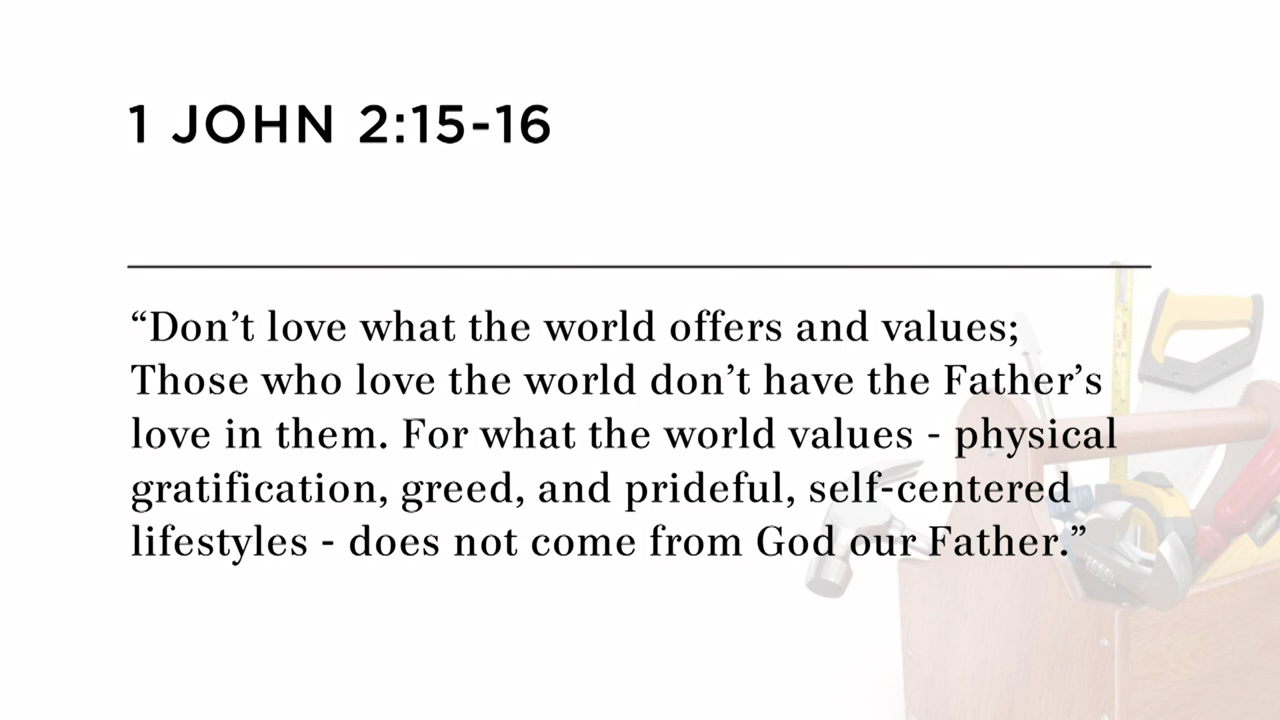 1 JOHN 2:15-16
“Don’t love what the world offers and values;
Those who love the world don’t have the Father’s
love in them. For what the world values - physical
gratification, greed, and prideful, self-centered
lifestyles - does not come from God our Father.”